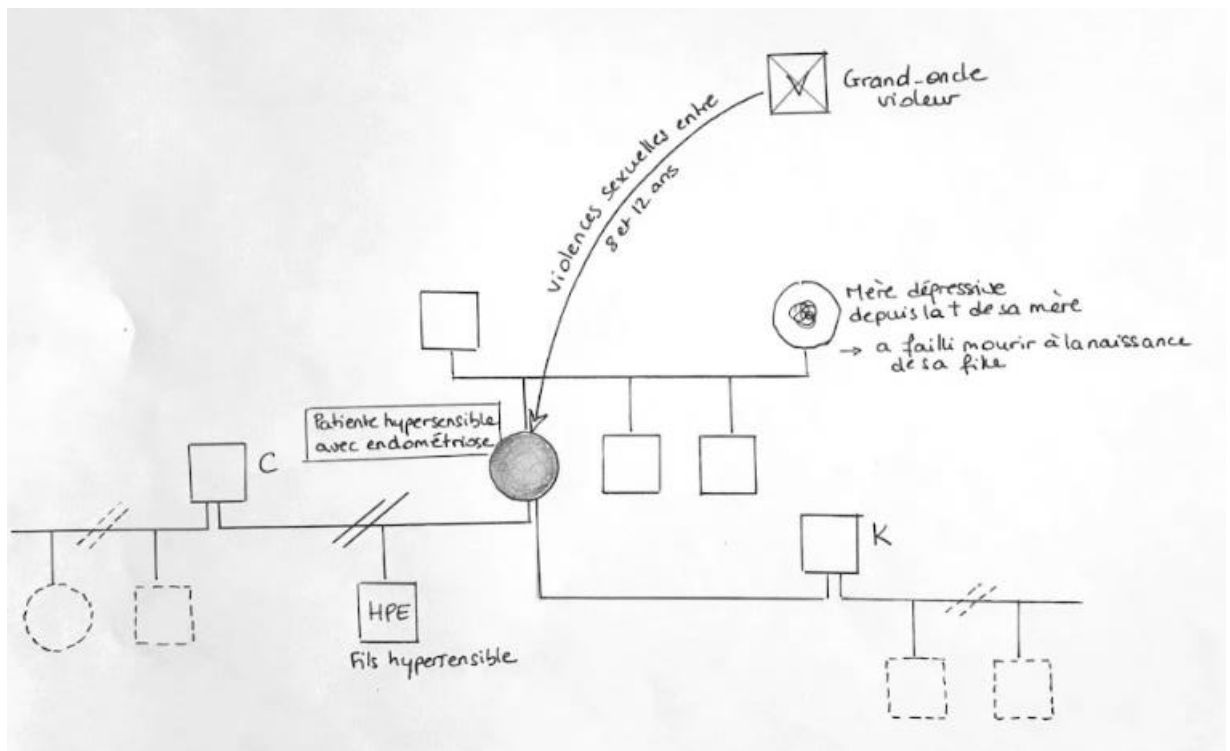 V
Grand-oncle
violeur
violences sexuelles entre
8 et 12 ans
Mère dépressive
depuis la † de sa mère
→ a failli mourir à la naissance
de sa fille
Patiente hypersensible
avec endométriose
C
K
HPE
Fils hypersensible